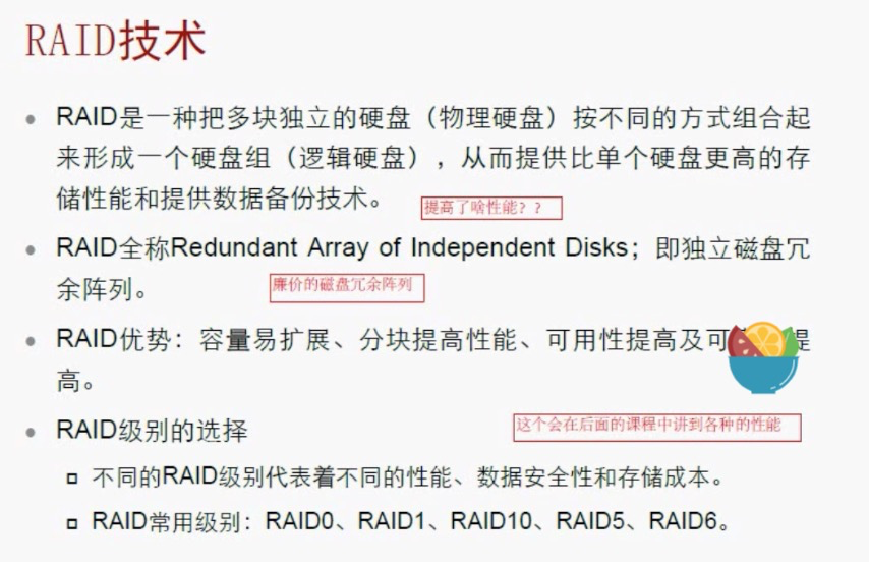 RAID技术
RAID是一种把多块独立的硬盘（物理硬盘）按不同的方式组合起
来形成一个硬盘组（逻辑硬盘），从而提供比单个硬盘更高的存
储性能和提供数据备份技术。
提高了啥性能？？
RAID全称Redundant Array of Independent Disks；即独立磁盘冗
余阵列。
廉价的磁盘冗余阵列
RAID优势：容量易扩展、分块提高性能、可用性提高及可 提
高。
RAID级别的选择
这个会在后面的课程中讲到各种的性能
不同的RAID级别代表着不同的性能、数据安全性和存储成本。
RAID常用级别：RAID0、RAID1、RAID10、RAID5、RAID6。